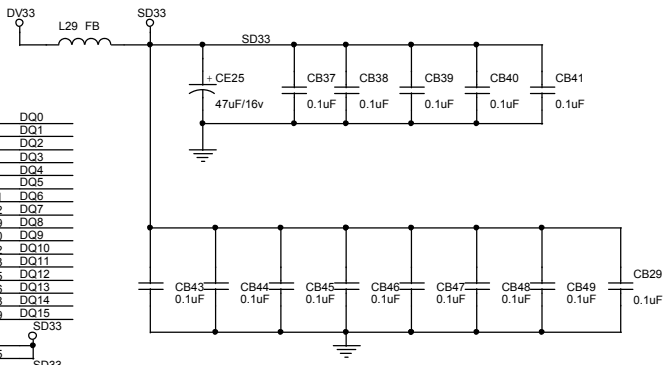 DV33
SD33
L29 FB
SD33
+ CE25
47uF/16v
CB37
0.1uF
CB38
0.1uF
CB39
0.1uF
CB40
0.1uF
CB41
0.1uF
DQ0
DQ1
DQ2
DQ3
DQ4
DQ5
DQ6
DQ7
DQ8
DQ9
DQ10
DQ11
DQ12
DQ13
DQ14
DQ15
SD33
SD33
CB43
0.1uF
CB44
0.1uF
CB45
0.1uF
CB46
0.1uF
CB47
0.1uF
CB48
0.1uF
CB49
0.1uF
CB29
0.1uF